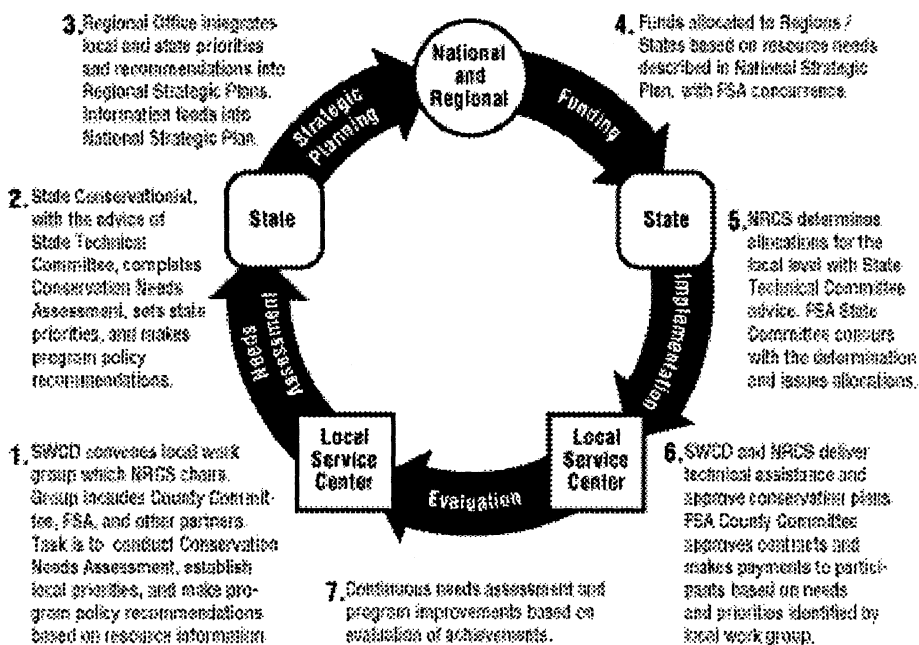 1. SWCD convenes local work
group which NRCS chairs.
Group includes County Commit-
tee, FSA, and other partners.
Task is to conduct Conservation
Needs Assessment, establish
local priorities, and make pro-
gram policy recommendations
based on resource information
2. State Conservationist,
with the advice of
State Technical
Committee, completes
Conservation Needs
Assessment, sets state
priorities, and makes
program policy
recommendations.
3. Regional Office integrates
local and state priorities
and recommendations into
Regional Strategic Plans.
Information feeds into
National Strategic Plan.
4. Funds allocated to Regions /
States based on resource needs
described in National Strategic
Plan, with FSA concurrence.
5. NRCS determines
allocations for the
local level with State
Technical Committee
advice. FSA State
Committee concurs
with the determination
and issues allocations.
6. SWCD and NRCS deliver
technical assistance and
approve conservation plans
FSA County Committee
approves contracts and
makes payments to partici-
pants based on needs
and priorities identified by
local work group.
7. Continuous needs assessment and
program improvements based on
evaluation of achievements.
National
and
Regional
Funding
State
Implementation
Local
Service
Center
Evaluation
Local
Service
Center
Needs
Assessment
State
Strategic
Planning